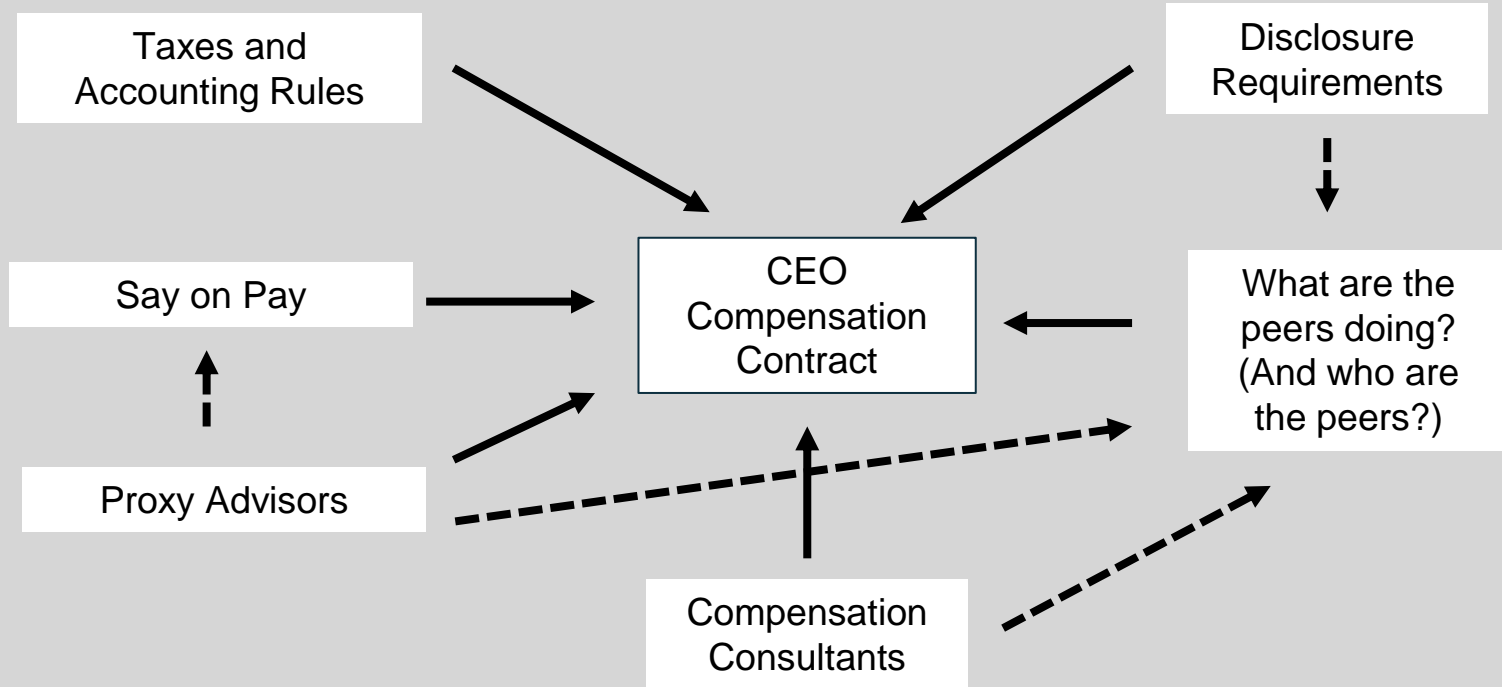 Taxes and
Accounting Rules
Disclosure
Requirements
Say on Pay
CEO
Compensation
Contract
What are the
peers doing?
(And who are
the peers?)
Proxy Advisors
Compensation
Consultants